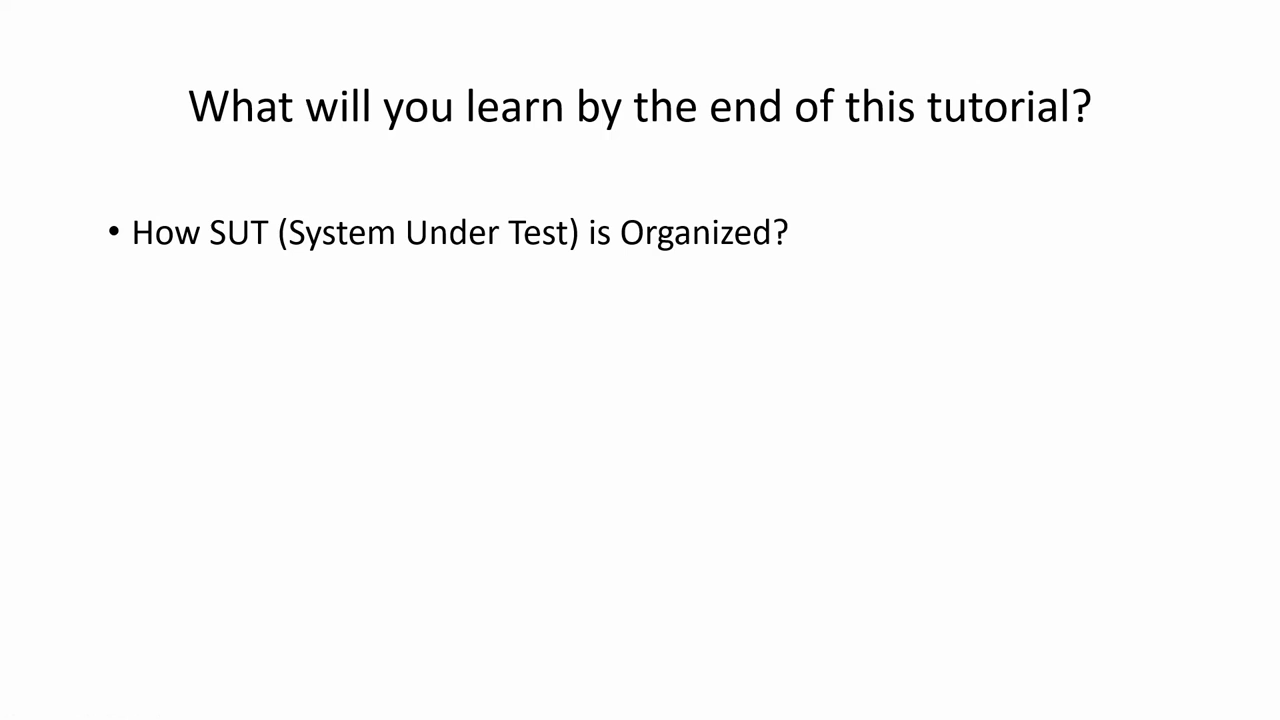 What will you learn by the end of this tutorial?
• How SUT (System Under Test) is Organized?